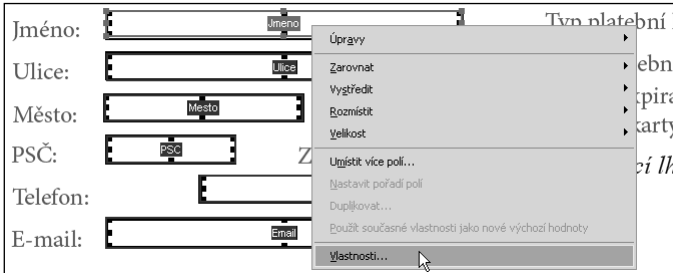 Jméno:
Jmeno
Typ platební
Ulice:
Ulice
Město:
Mesto
PSČ:
PSC
Z
Telefon:
E-mail:
Email
Úpravy
Zarovnat
Vystředit
Rozmístit
Velikost
Umístit více polí...
Nastavit pořadí polí
Duplikovat...
Použít současné vlastnosti jako nové výchozí hodnoty
Vlastnosti...